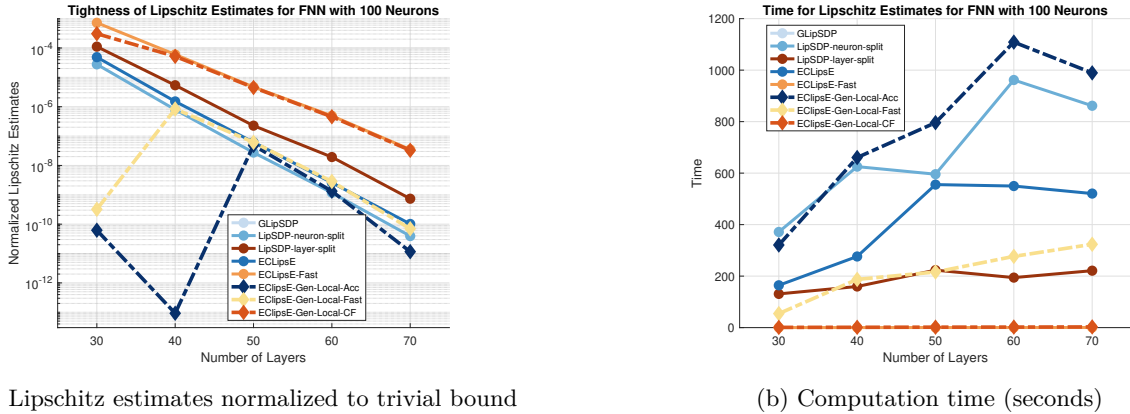 Tightness of Lipschitz Estimates for FNN with 100 Neurons
Normalized Lipschitz Estimates
10^-4
10^-6
10^-8
10^-10
10^-12
GLipSDP
LipSDP-neuron-split
LipSDP-layer-split
ECLipsE
ECLipsE-Fast
EClipsE-Gen-Local-Acc
EClipsE-Gen-Local-Fast
EClipsE-Gen-Local-CF
30 40 50 60 70
Number of Layers
Lipschitz estimates normalized to trivial bound
Time for Lipschitz Estimates for FNN with 100 Neurons
Time
1200
1000
800
600
400
200
0
GLipSDP
LipSDP-neuron-split
LipSDP-layer-split
ECLipsE
ECLipsE-Fast
EClipsE-Gen-Local-Acc
EClipsE-Gen-Local-Fast
EClipsE-Gen-Local-CF
30 40 50 60 70
Number of Layers
(b) Computation time (seconds)